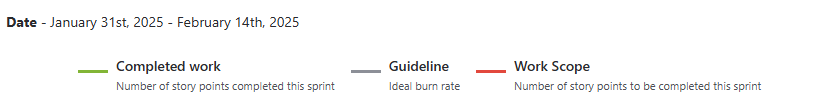 Date - January 31st, 2025 - February 14th, 2025
Completed work Guideline Work Scope
Number of story points completed this sprint Ideal burn rate Number of story points to be completed this sprint